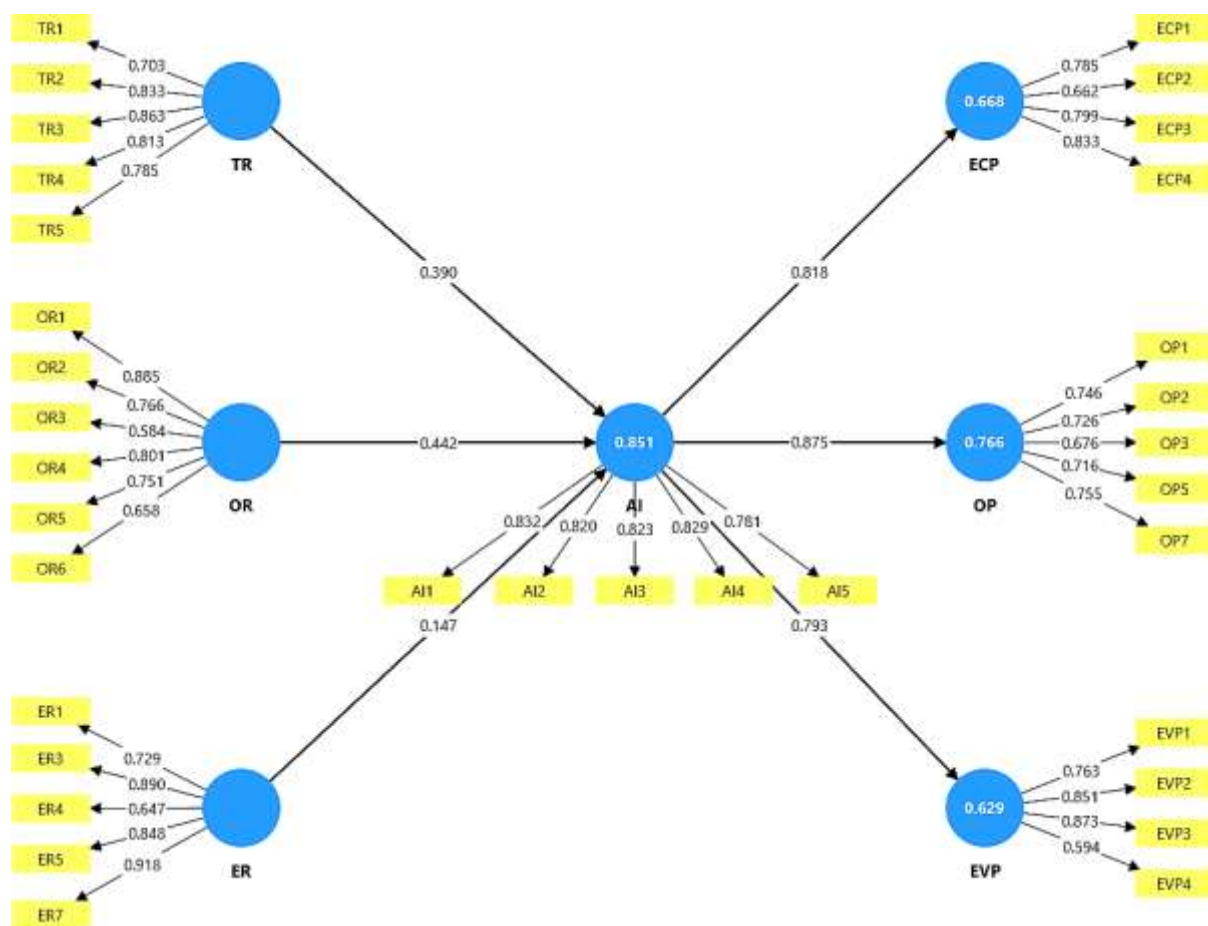 TR1
TR2
TR3
TR4
TR5
0.703
0.833
0.863
0.813
0.785
TR
0.390
OR1
OR2
OR3
OR4
OR5
OR6
0.885
0.766
0.584
0.801
0.751
0.658
OR
0.442
ER1
ER3
ER4
ER5
ER7
0.729
0.890
0.647
0.848
0.918
ER
0.147
0.851
AI
0.832
0.820
0.823
0.829
0.781
AI1
AI2
AI3
AI4
AI5
0.818
0.875
0.793
0.668
ECP
0.785
0.662
0.799
0.833
ECP1
ECP2
ECP3
ECP4
0.766
OP
0.746
0.726
0.676
0.716
0.755
OP1
OP2
OP3
OP5
OP7
0.629
EVP
0.763
0.851
0.873
0.594
EVP1
EVP2
EVP3
EVP4